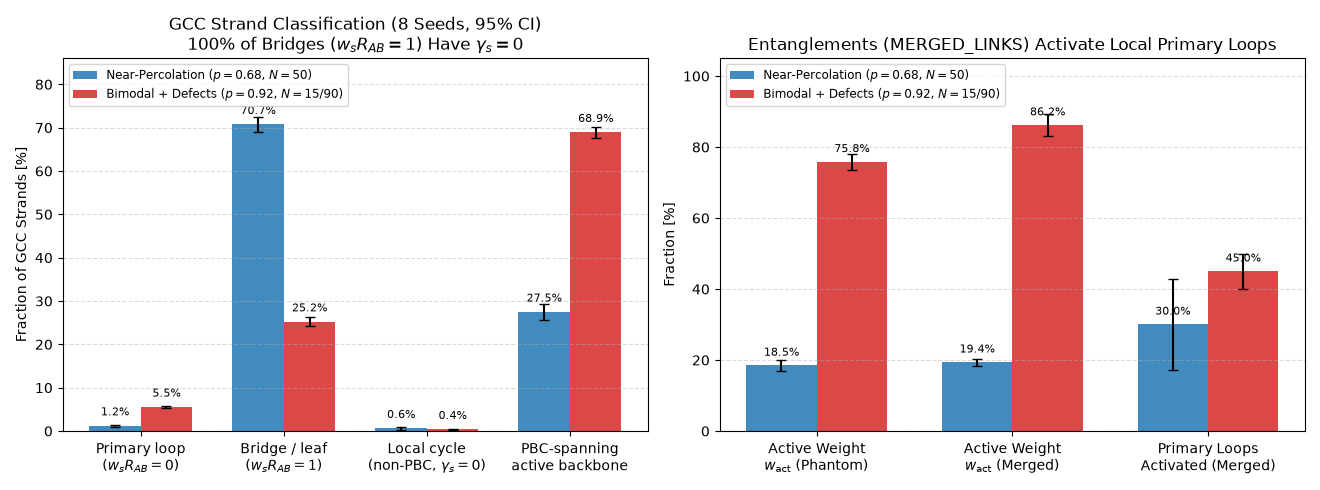 GCC Strand Classification (8 Seeds, 95% CI)
100% of Bridges (wₛR_AB = 1) Have γₛ = 0
Near-Percolation (p = 0.68, N = 50)
Bimodal + Defects (p = 0.92, N = 15/90)
Fraction of GCC Strands [%]
80
70
60
50
40
30
20
10
0
1.2%
5.5%
70.7%
25.2%
0.6%
0.4%
27.5%
68.9%
Primary loop
(wₛR_AB = 0)
Bridge / leaf
(wₛR_AB = 1)
Local cycle
(non-PBC, γₛ = 0)
PBC-spanning
active backbone
Entanglements (MERGED_LINKS) Activate Local Primary Loops
Near-Percolation (p = 0.68, N = 50)
Bimodal + Defects (p = 0.92, N = 15/90)
Fraction [%]
100
80
60
40
20
0
18.5%
75.8%
19.4%
86.2%
30.0%
45.0%
Active Weight
w_act (Phantom)
Active Weight
w_act (Merged)
Primary Loops
Activated (Merged)